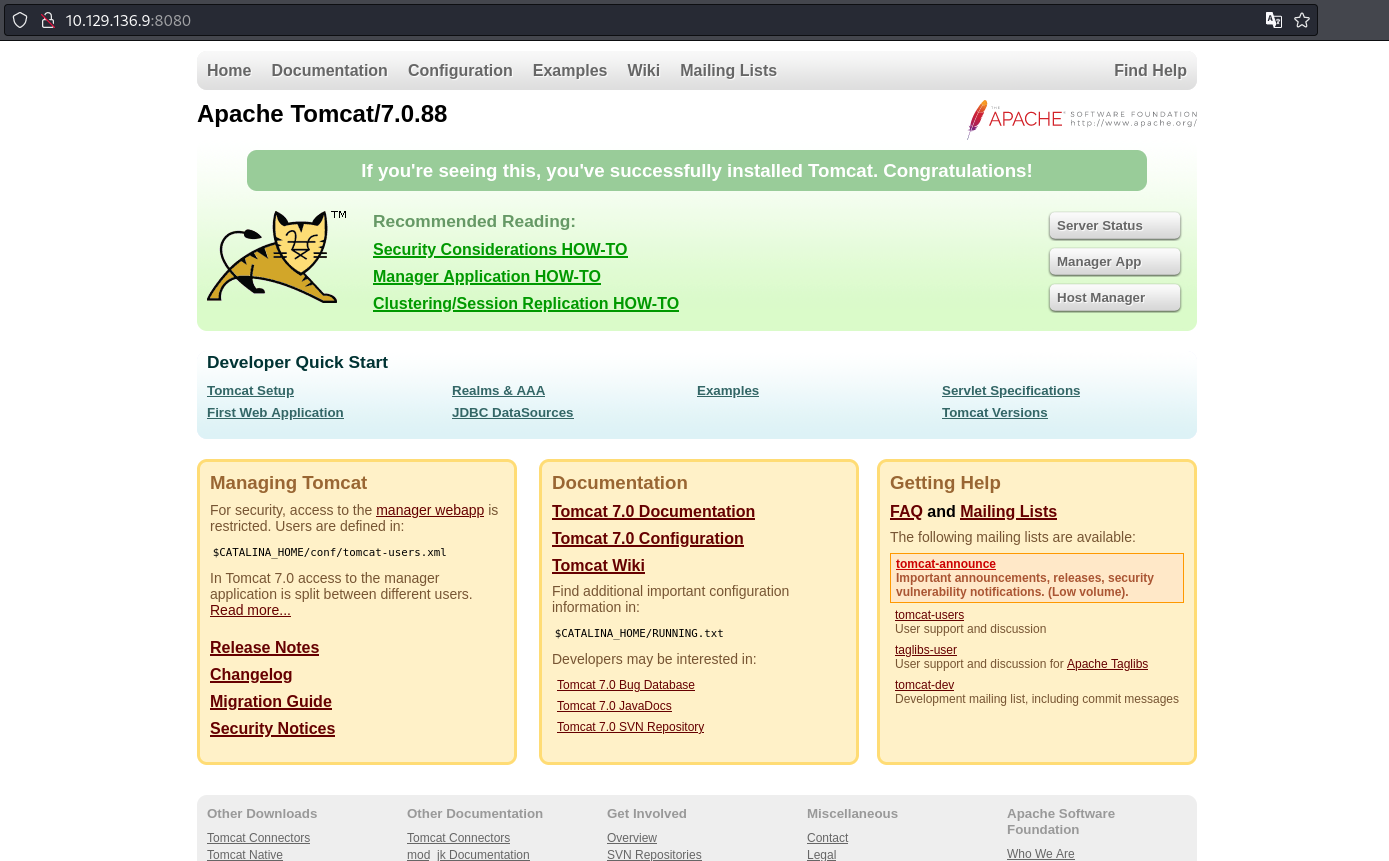 10.129.136.9:8080
Home Documentation Configuration Examples Wiki Mailing Lists Find Help
Apache Tomcat/7.0.88
THE APACHE® SOFTWARE FOUNDATION
http://www.apache.org/
If you're seeing this, you've successfully installed Tomcat. Congratulations!
TM
Recommended Reading:
Security Considerations HOW-TO
Manager Application HOW-TO
Clustering/Session Replication HOW-TO
Server Status
Manager App
Host Manager
Developer Quick Start
Tomcat Setup
First Web Application
Realms & AAA
JDBC DataSources
Examples
Servlet Specifications
Tomcat Versions
Managing Tomcat
For security, access to the manager webapp is
restricted. Users are defined in:
$CATALINA_HOME/conf/tomcat-users.xml
In Tomcat 7.0 access to the manager
application is split between different users.
Read more...
Release Notes
Changelog
Migration Guide
Security Notices
Documentation
Tomcat 7.0 Documentation
Tomcat 7.0 Configuration
Tomcat Wiki
Find additional important configuration
information in:
$CATALINA_HOME/RUNNING.txt
Developers may be interested in:
Tomcat 7.0 Bug Database
Tomcat 7.0 JavaDocs
Tomcat 7.0 SVN Repository
Getting Help
FAQ and Mailing Lists
The following mailing lists are available:
tomcat-announce
Important announcements, releases, security
vulnerability notifications. (Low volume).
tomcat-users
User support and discussion
taglibs-user
User support and discussion for Apache Taglibs
tomcat-dev
Development mailing list, including commit messages
Other Downloads
Tomcat Connectors
Tomcat Native
Other Documentation
Tomcat Connectors
mod_jk Documentation
Get Involved
Overview
SVN Repositories
Miscellaneous
Contact
Legal
Apache Software
Foundation
Who We Are